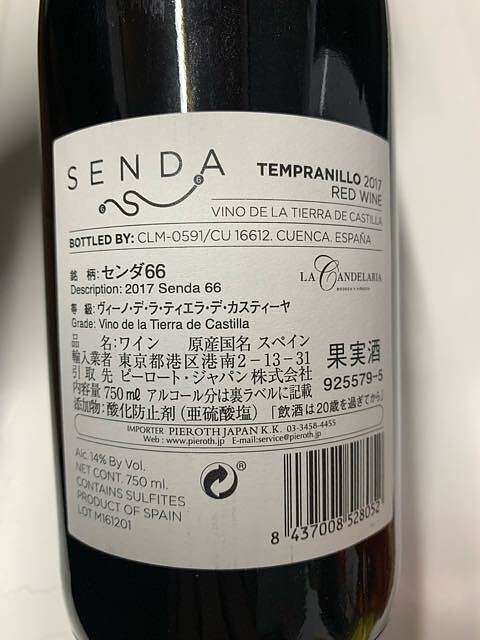 SENDA
6 6
TEMPRANILLO 2017
RED WINE
VINO DE LA TIERRA DE CASTILLA
BOTTLED BY: CLM-0591/CU 16612. CUENCA. ESPAÑA
銘 柄:センダ66
Description: 2017 Senda 66
LA CANDELARIA
BODEGA Y VIÑEDOS
等 級:ヴィーノ・デ・ラ・ティエラ・デ・カスティーヤ
Grade: Vino de la Tierra de Castilla
品 名:ワイン 原産国名 スペイン
輸入業者 東京都港区港南2-13-31
引 取 先 ピーロート・ジャパン株式会社
果実酒
925579-5
内容量 750㎖ アルコール分は裏ラベルに記載
添加物:酸化防止剤(亜硫酸塩) 「飲酒は20歳を過ぎてから」
IMPORTER PIEROTH JAPAN K.K. 03-3458-4455
Web : www.pieroth.jp E-mail:service@pieroth.jp
Alc. 14% By Vol.
NET CONT. 750 ml.
CONTAINS SULFITES
PRODUCT OF SPAIN
LOT M161201
®
8 437008 528052